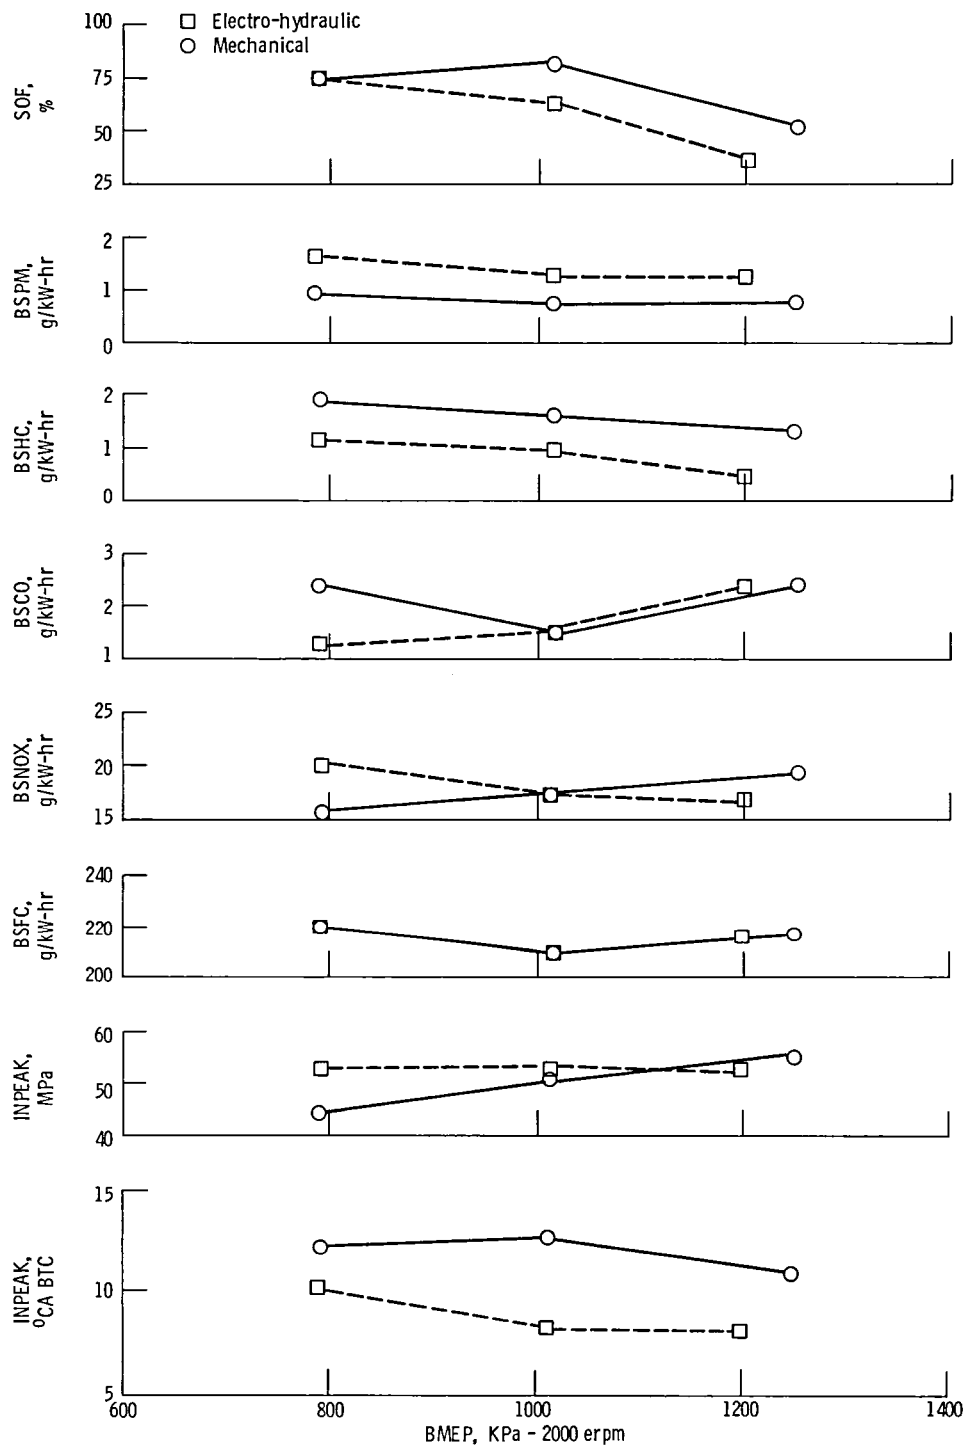 □ Electro-hydraulic
○ Mechanical
SOF,
%
100
75
50
25
BSPM,
g/kW-hr
2
1
0
BSHC,
g/kW-hr
2
1
0
BSCO,
g/kW-hr
3
2
1
BSNOX,
g/kW-hr
25
20
15
BSFC,
g/kW-hr
240
220
200
INPEAK,
MPa
60
50
40
INPEAK,
⁰CA BTC
15
10
5
600 800 1000 1200 1400
BMEP, KPa - 2000 erpm